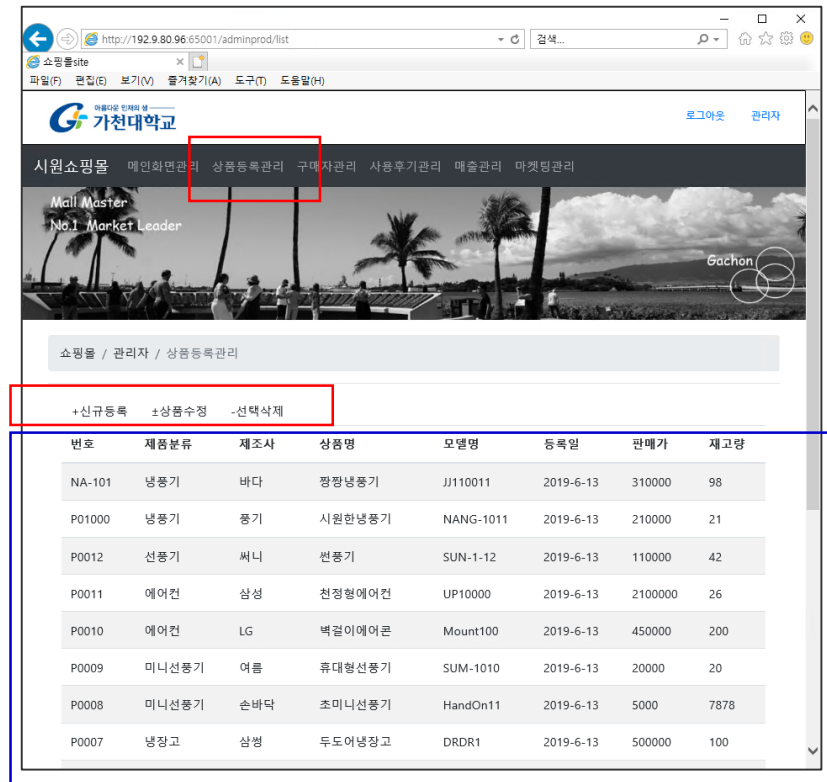 http://192.9.80.96:65001/adminprod/list 검색...
쇼핑몰site
파일(F) 편집(E) 보기(V) 즐겨찾기(A) 도구(T) 도움말(H)
아름다운 인재의 샘
가천대학교
로그아웃 관리자
시원쇼핑몰 메인화면관리 상품등록관리 구매자관리 사용후기관리 매출관리 마켓팅관리
Mall Master
No.1 Market Leader
Gachon
쇼핑몰 / 관리자 / 상품등록관리
+신규등록 ±상품수정 -선택삭제
번호 제품분류 제조사 상품명 모델명 등록일 판매가 재고량
NA-101 냉풍기 바다 짱짱냉풍기 JJ110011 2019-6-13 310000 98
P01000 냉풍기 풍기 시원한냉풍기 NANG-1011 2019-6-13 210000 21
P0012 선풍기 써니 썬풍기 SUN-1-12 2019-6-13 110000 42
P0011 에어컨 삼성 천정형에어컨 UP10000 2019-6-13 2100000 26
P0010 에어컨 LG 벽걸이에어콘 Mount100 2019-6-13 450000 200
P0009 미니선풍기 여름 휴대형선풍기 SUM-1010 2019-6-13 20000 20
P0008 미니선풍기 손바닥 초미니선풍기 HandOn11 2019-6-13 5000 7878
P0007 냉장고 삼썽 두도어냉장고 DRDR1 2019-6-13 500000 100